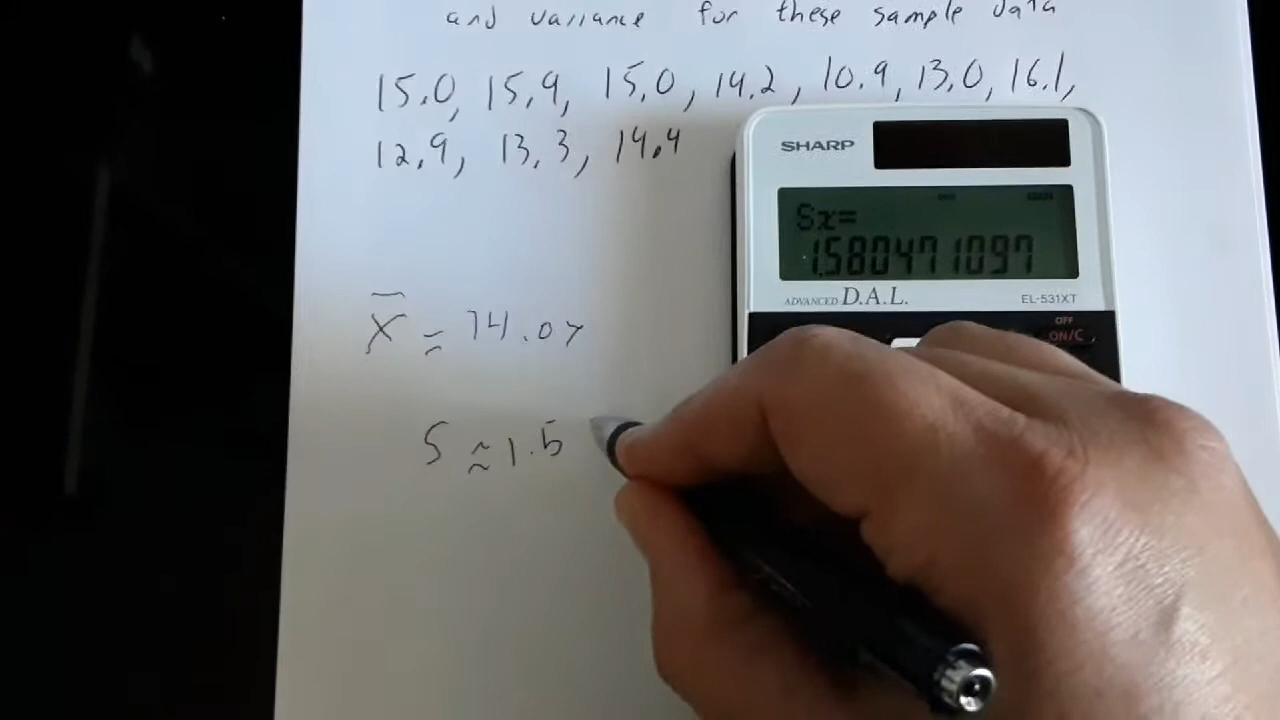 and variance for these sample data
15.0, 15.9, 15.0, 14.2, 10.9, 13.0, 16.1,
12.9, 13.3, 14.4
SHARP
Sx=
1.580471097
ADVANCED D.A.L.
EL-531XT
OFF
ON/C
x̄ ≈ 14.07
S ≈ 1.5